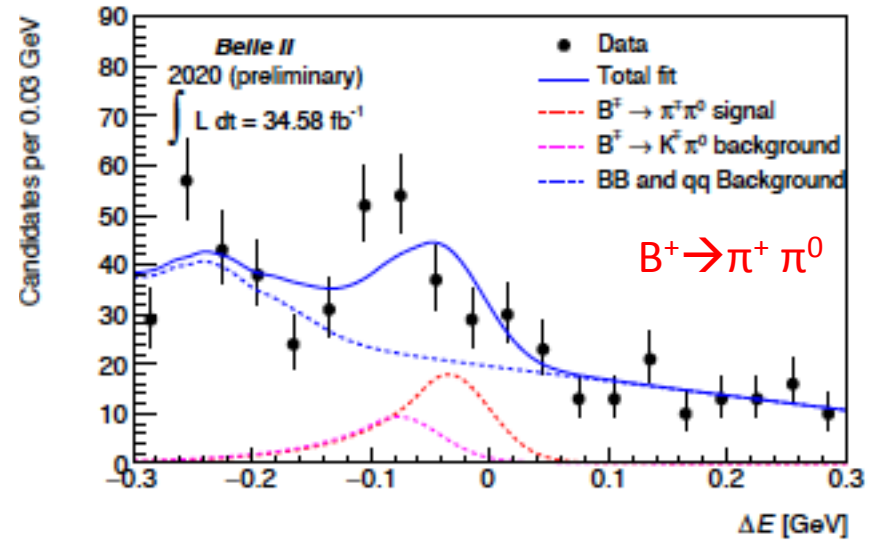 Candidates per 0.03 GeV
90
80
70
60
50
40
30
20
10
0
Belle II
2020 (preliminary)
∫ L dt = 34.58 fb⁻¹
Data
Total fit
B∓ → π∓π⁰ signal
B∓ → K∓π⁰ background
BB and qq Background
B⁺→π⁺ π⁰
−0.3 −0.2 −0.1 0 0.1 0.2 0.3
ΔE [GeV]